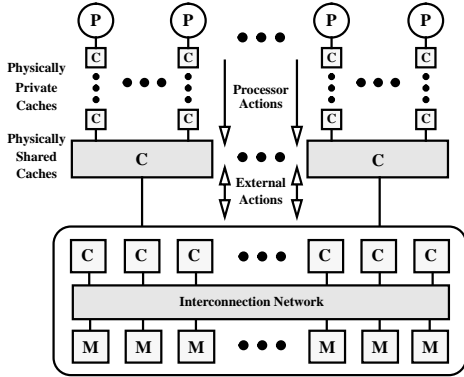 P P P P
C C C C
Physically
Private Caches
Processor
Actions
C C C C
Physically
Shared
Caches
C C
External
Actions
C C C C C C
Interconnection Network
M M M M M M